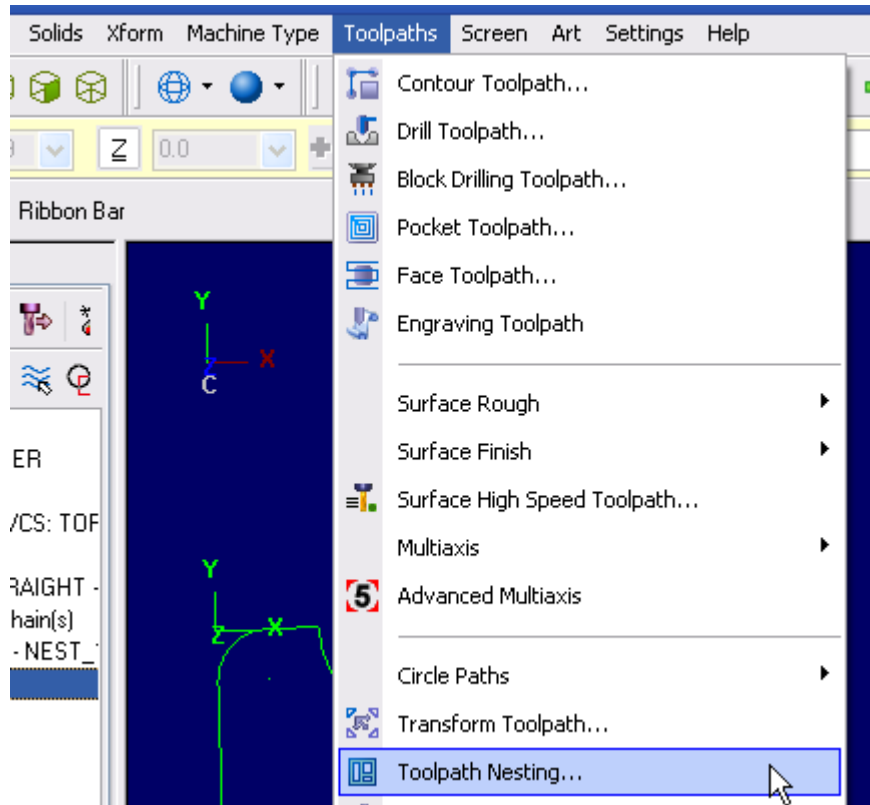 Solids Xform Machine Type Toolpaths Screen Art Settings Help
Z 0.0
Ribbon Bar
Contour Toolpath...
Drill Toolpath...
Block Drilling Toolpath...
Pocket Toolpath...
Face Toolpath...
Engraving Toolpath
Surface Rough
Surface Finish
Surface High Speed Toolpath...
Multiaxis
5 Advanced Multiaxis
Circle Paths
Transform Toolpath...
Toolpath Nesting...
ER
/CS: TOP
RAIGHT -
hain(s)
- NEST_
Y
Z X
C
Y
Z X